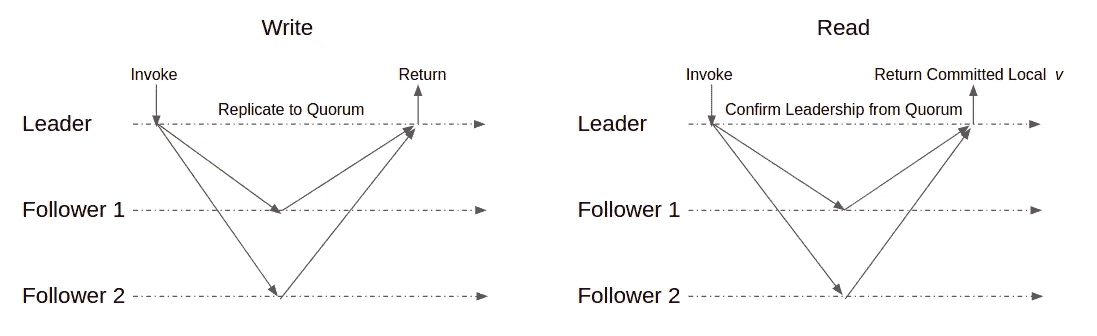 Write
Invoke
Return
Replicate to Quorum
Leader
Follower 1
Follower 2
Read
Invoke
Return Committed Local v
Confirm Leadership from Quorum
Leader
Follower 1
Follower 2